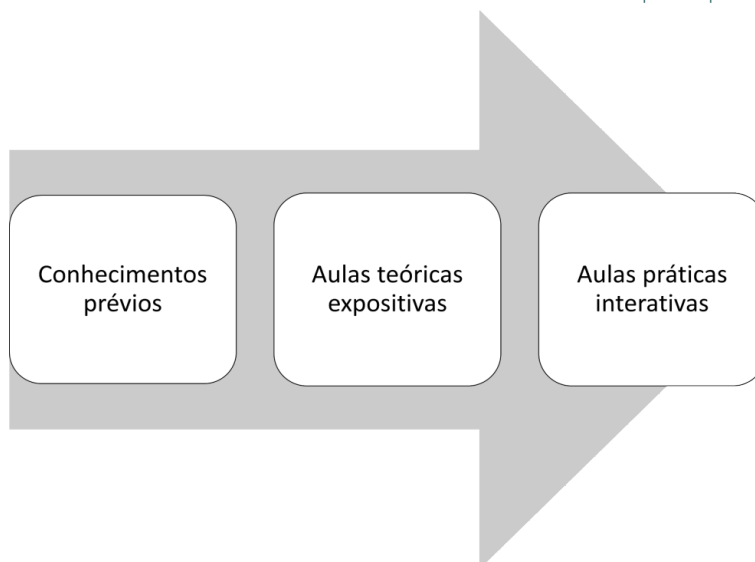 Conhecimentos
prévios
Aulas teóricas
expositivas
Aulas práticas
interativas